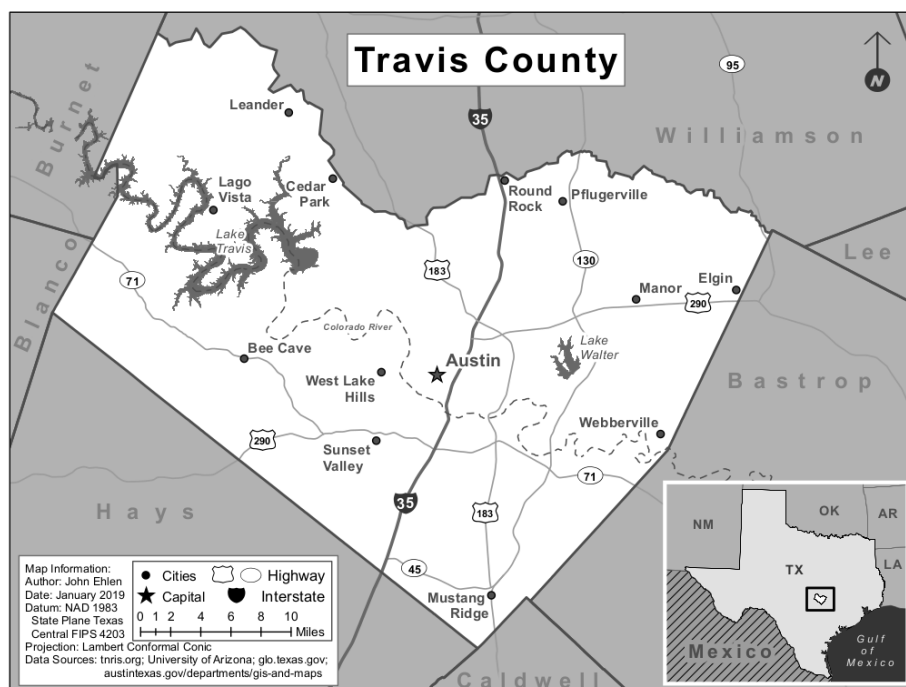 Travis County
N
95
35
Burnet
Williamson
Leander
Lago
Vista
Cedar
Park
Round
Rock
Pflugerville
Lake
Travis
Blanco
Lee
71
183
130
Elgin
Manor
290
Colorado River
Bee Cave
Austin
Lake
Walter
West Lake
Hills
Bastrop
Webberville
290
Sunset
Valley
71
35
183
Hays
45
Mustang
Ridge
Caldwell
Map Information:
Author: John Ehlen
Date: January 2019
Datum: NAD 1983
State Plane Texas
Central FIPS 4203
Projection: Lambert Conformal Conic
Data Sources: tnris.org; University of Arizona; glo.texas.gov;
austintexas.gov/departments/gis-and-maps
Cities
Highway
Capital
Interstate
0 1 2 4 6 8 10
Miles
NM
OK
AR
TX
LA
Mexico
Gulf
of
Mexico